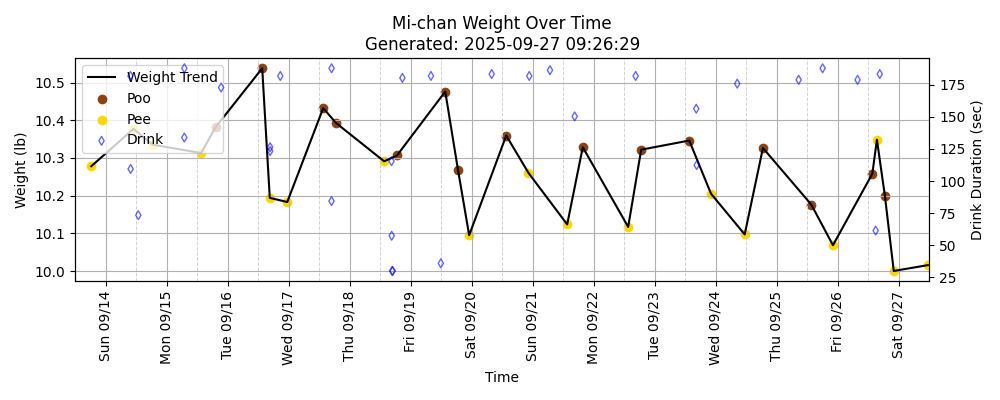 Mi-chan Weight Over Time
Generated: 2025-09-27 09:26:29
Weight (lb)
10.5
10.4
10.3
10.2
10.1
10.0
Weight Trend
Poo
Pee
Drink
175
150
125
100
75
50
25
Drink Duration (sec)
Sun 09/14
Mon 09/15
Tue 09/16
Wed 09/17
Thu 09/18
Fri 09/19
Sat 09/20
Sun 09/21
Mon 09/22
Tue 09/23
Wed 09/24
Thu 09/25
Fri 09/26
Sat 09/27
Time